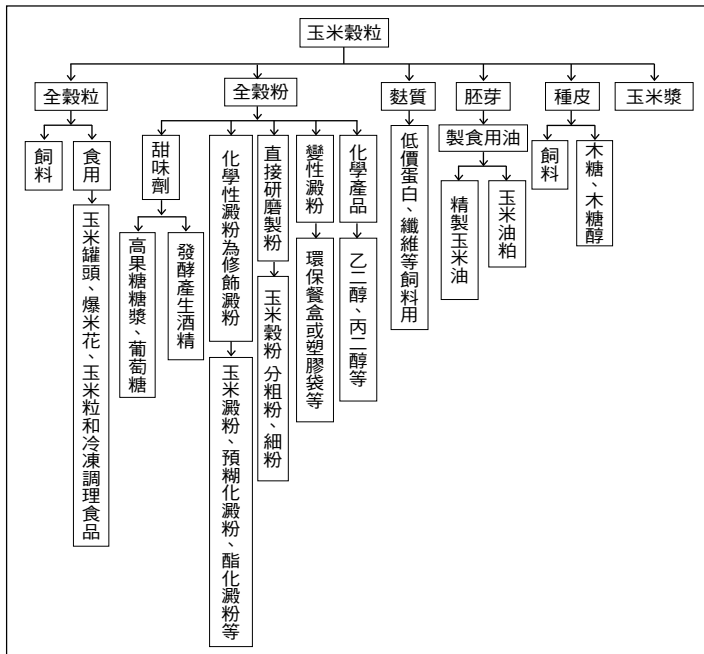 玉米穀粒
全穀粒
全穀粉
麩質
胚芽
種皮
玉米漿
飼料
食用
甜味劑
化學性澱粉為修飾澱粉
直接研磨製粉
變性澱粉
化學產品
低價蛋白、纖維等飼料用
製食用油
飼料
木糖、木糖醇
玉米罐頭、爆米花、玉米粒和冷凍調理食品
高果糖糖漿、葡萄糖
發酵產生酒精
玉米澱粉、預糊化澱粉、酯化澱粉等
玉米穀粉 分粗粉、細粉
環保餐盒或塑膠袋等
乙二醇、丙二醇等
精製玉米油
玉米油粕